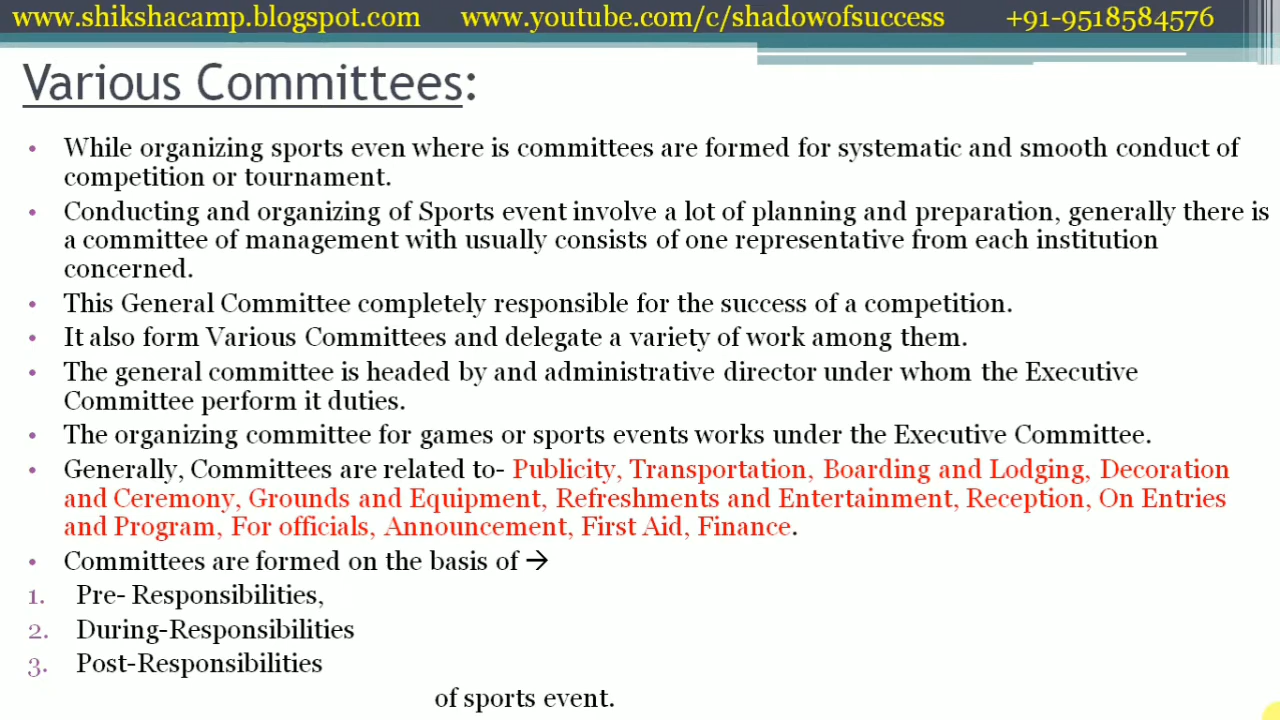 www.shikshacamp.blogspot.com www.youtube.com/c/shadowofsuccess +91-9518584576
Various Committees:
• While organizing sports even where is committees are formed for systematic and smooth conduct of
competition or tournament.
• Conducting and organizing of Sports event involve a lot of planning and preparation, generally there is
a committee of management with usually consists of one representative from each institution
concerned.
• This General Committee completely responsible for the success of a competition.
• It also form Various Committees and delegate a variety of work among them.
• The general committee is headed by and administrative director under whom the Executive
Committee perform it duties.
• The organizing committee for games or sports events works under the Executive Committee.
• Generally, Committees are related to- Publicity, Transportation, Boarding and Lodging, Decoration
and Ceremony, Grounds and Equipment, Refreshments and Entertainment, Reception, On Entries
and Program, For officials, Announcement, First Aid, Finance.
• Committees are formed on the basis of →
1. Pre- Responsibilities,
2. During-Responsibilities
3. Post-Responsibilities
of sports event.